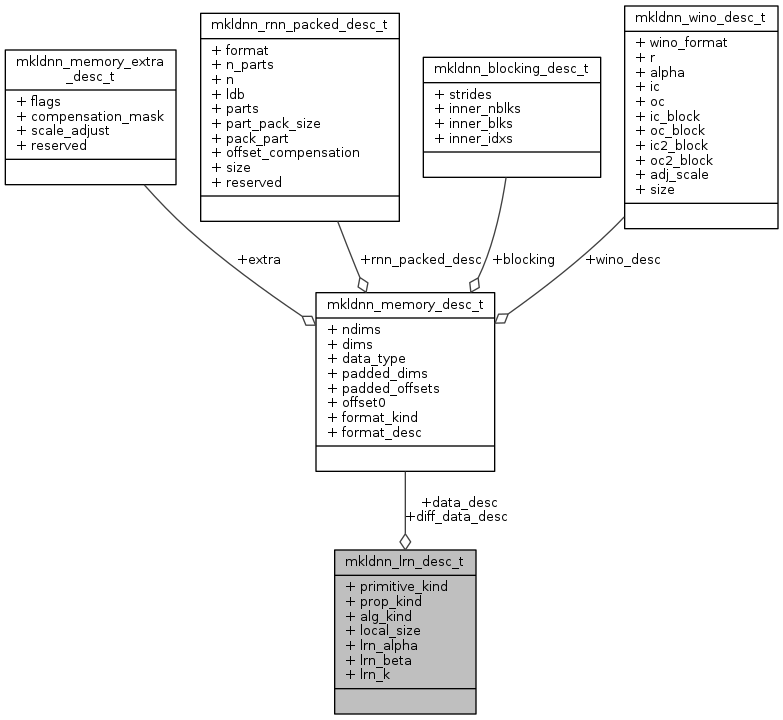 mkldnn_memory_extra
_desc_t
+ flags
+ compensation_mask
+ scale_adjust
+ reserved
mkldnn_rnn_packed_desc_t
+ format
+ n_parts
+ n
+ ldb
+ parts
+ part_pack_size
+ pack_part
+ offset_compensation
+ size
+ reserved
mkldnn_blocking_desc_t
+ strides
+ inner_nblks
+ inner_blks
+ inner_idxs
mkldnn_wino_desc_t
+ wino_format
+ r
+ alpha
+ ic
+ oc
+ ic_block
+ oc_block
+ ic2_block
+ oc2_block
+ adj_scale
+ size
+extra
+rnn_packed_desc
+blocking
+wino_desc
mkldnn_memory_desc_t
+ ndims
+ dims
+ data_type
+ padded_dims
+ padded_offsets
+ offset0
+ format_kind
+ format_desc
+data_desc
+diff_data_desc
mkldnn_lrn_desc_t
+ primitive_kind
+ prop_kind
+ alg_kind
+ local_size
+ lrn_alpha
+ lrn_beta
+ lrn_k